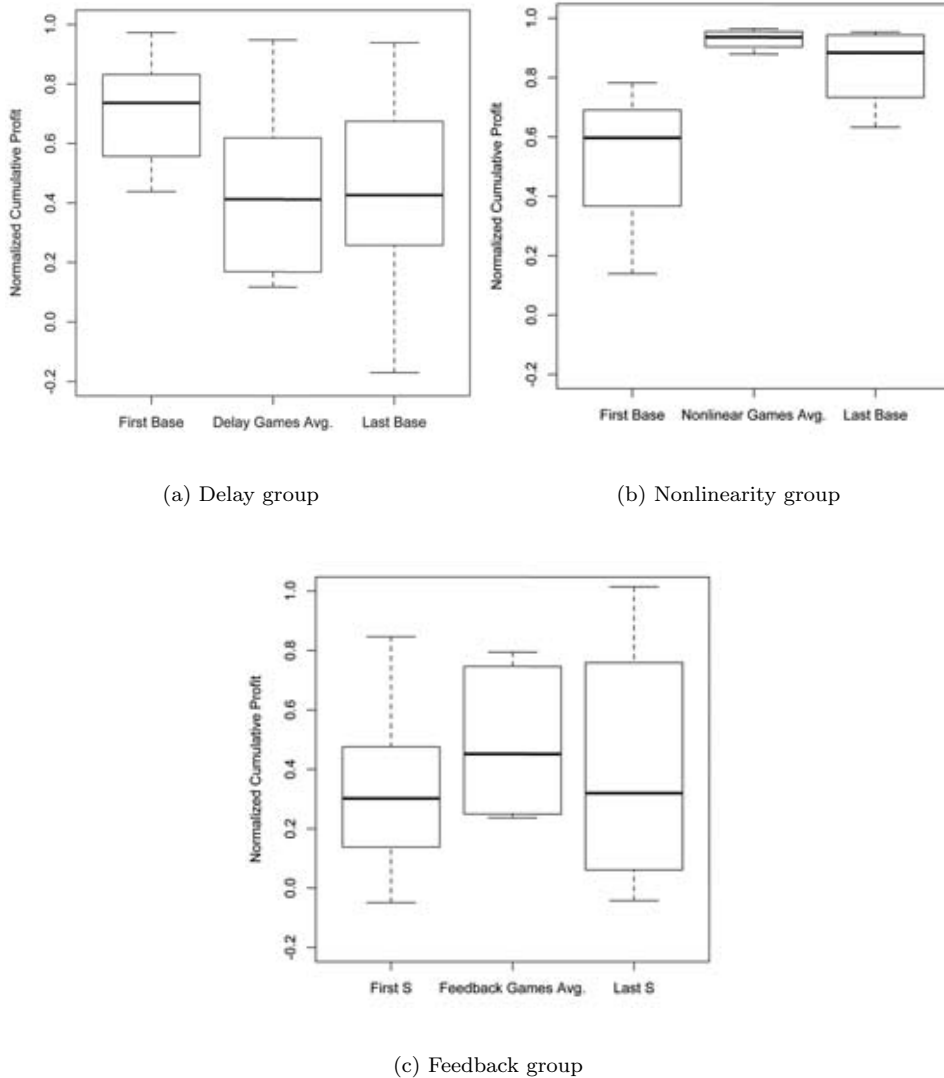 Normalized Cumulative Profit
1.0
0.8
0.6
0.4
0.2
0.0
-0.2
First Base Delay Games Avg. Last Base
(a) Delay group
Normalized Cumulative Profit
1.0
0.8
0.6
0.4
0.2
0.0
-0.2
First Base Nonlinear Games Avg. Last Base
(b) Nonlinearity group
Normalized Cumulative Profit
1.0
0.8
0.6
0.4
0.2
0.0
-0.2
First S Feedback Games Avg. Last S
(c) Feedback group